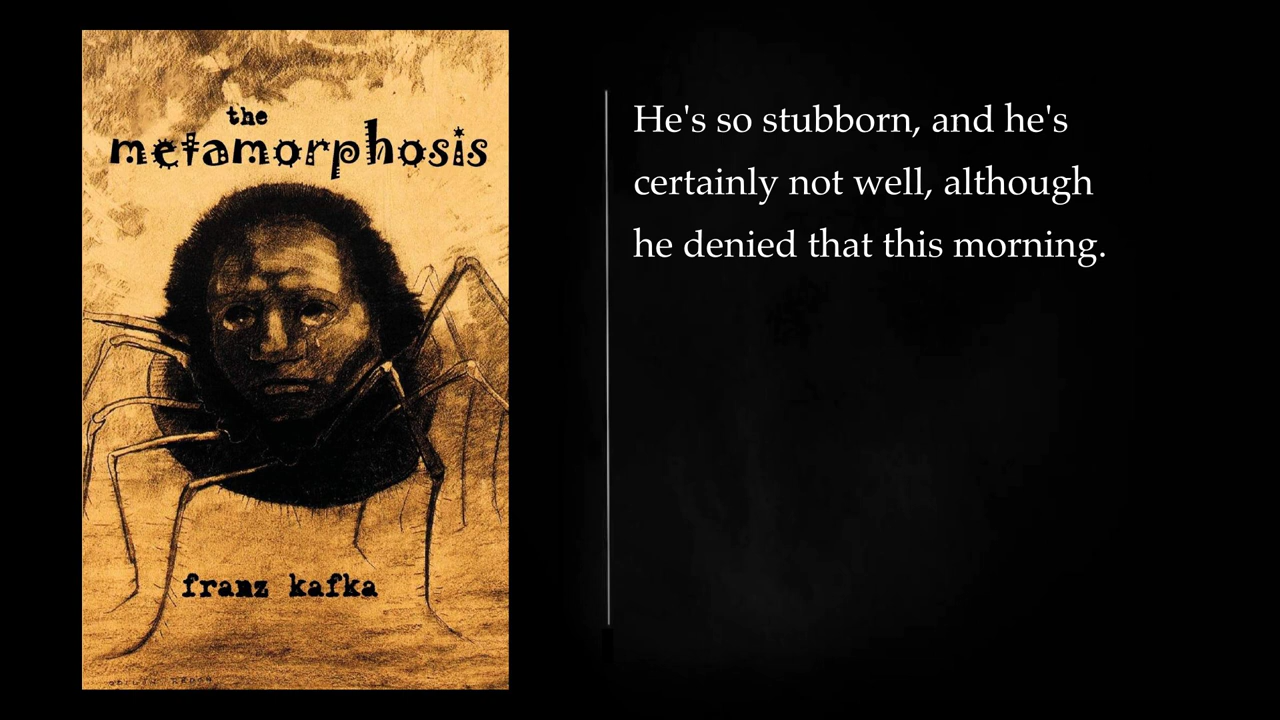 the
metamorphosis
franz kafka
He's so stubborn, and he's
certainly not well, although
he denied that this morning.